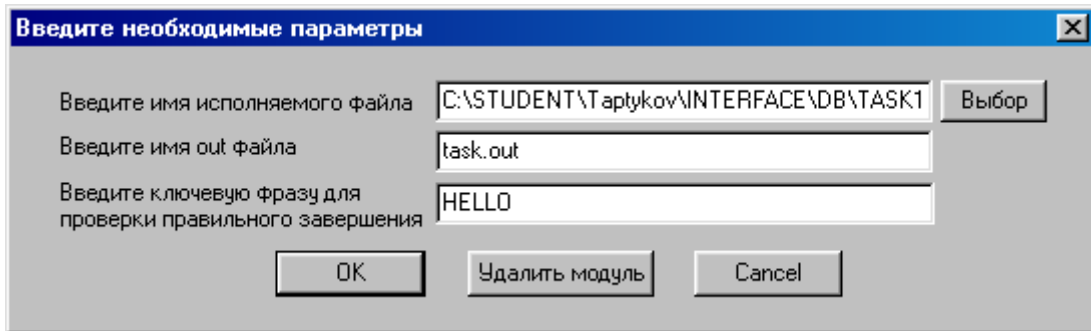 Введите необходимые параметры
Введите имя исполняемого файла
C:\STUDENT\Taptykov\INTERFACE\DB\TASK1
Выбор
Введите имя out файла
task.out
Введите ключевую фразу для
проверки правильного завершения
HELLO
OK
Удалить модуль
Cancel